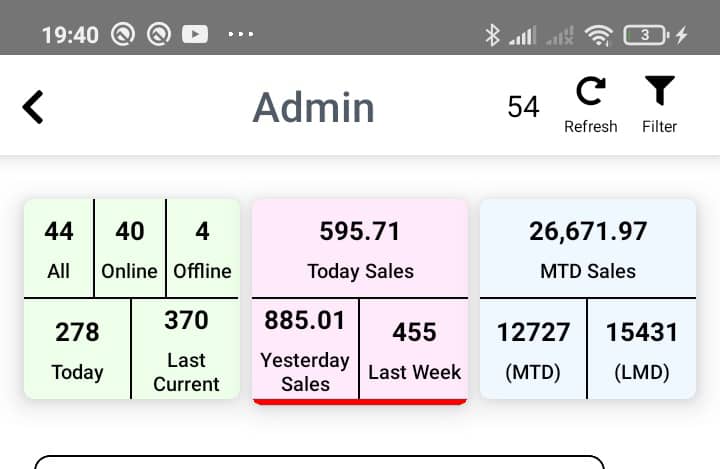 19:40
3
Admin
54
Refresh
Filter
44 40 4
All Online Offline
278 370
Today Last
Current
595.71
Today Sales
885.01 455
Yesterday
Sales
Last Week
26,671.97
MTD Sales
12727 15431
(MTD) (LMD)